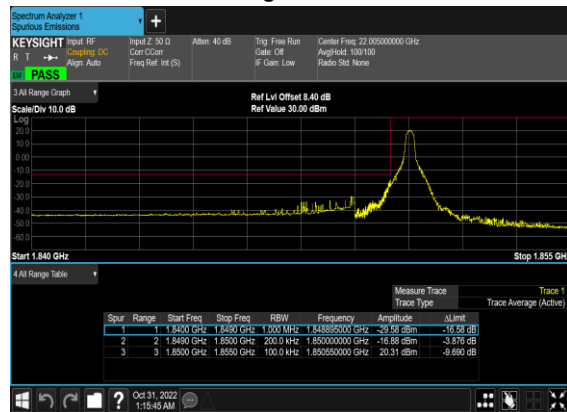 Spectrum Analyzer 1
Spurious Emissions
+
KEYSIGHT Input: RF Input Z: 50 Ω Atten: 40 dB Trig: Free Run Center Freq: 22.005000000 GHz
R T Coupling: DC Corr CCorr Gate: Off Avg|Hold: 100/100
Align: Auto Freq Ref: Int (S) IF Gain: Low Radio Std: None
PASS
3 All Range Graph
Ref Lvl Offset 8.40 dB
Scale/Div 10.0 dB Ref Value 30.00 dBm
Log
20.0
10.0
0.00
-10.0
-20.0
-30.0
-40.0
-50.0
-60.0
Start 1.840 GHz Stop 1.855 GH
4 All Range Table
Measure Trace Trace 1
Trace Type Trace Average (Active)
Spur Range Start Freq Stop Freq RBW Frequency Amplitude ΔLimit
1 1 1.8400 GHz 1.8490 GHz 1.000 MHz 1.848895000 GHz -29.58 dBm -16.58 dB
2 2 1.8490 GHz 1.8500 GHz 200.0 kHz 1.850000000 GHz -16.88 dBm -3.876 dB
3 3 1.8500 GHz 1.8550 GHz 100.0 kHz 1.850550000 GHz 20.31 dBm -9.690 dB
? Oct 31, 2022
1:15:45 AM